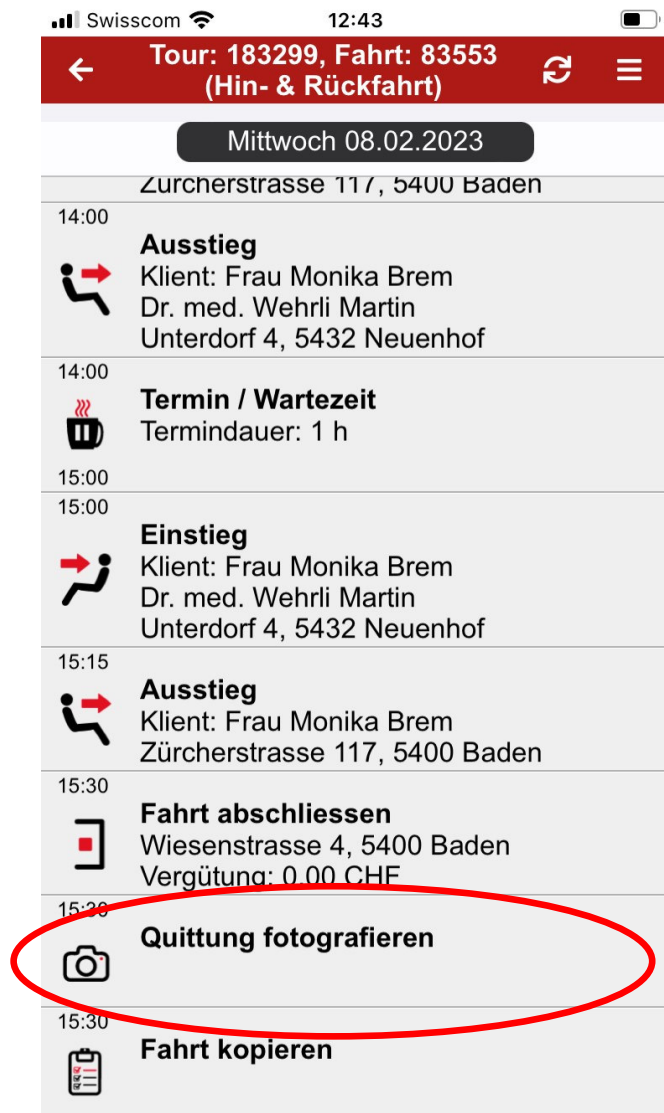 Swisscom 12:43
Tour: 183299, Fahrt: 83553
(Hin- & Rückfahrt)
Mittwoch 08.02.2023
Zürcherstrasse 117, 5400 Baden
14:00
Ausstieg
Klient: Frau Monika Brem
Dr. med. Wehrli Martin
Unterdorf 4, 5432 Neuenhof
14:00
Termin / Wartezeit
Termindauer: 1 h
15:00
15:00
Einstieg
Klient: Frau Monika Brem
Dr. med. Wehrli Martin
Unterdorf 4, 5432 Neuenhof
15:15
Ausstieg
Klient: Frau Monika Brem
Zürcherstrasse 117, 5400 Baden
15:30
Fahrt abschliessen
Wiesenstrasse 4, 5400 Baden
Vergütung: 0.00 CHF
15:30
Quittung fotografieren
15:30
Fahrt kopieren